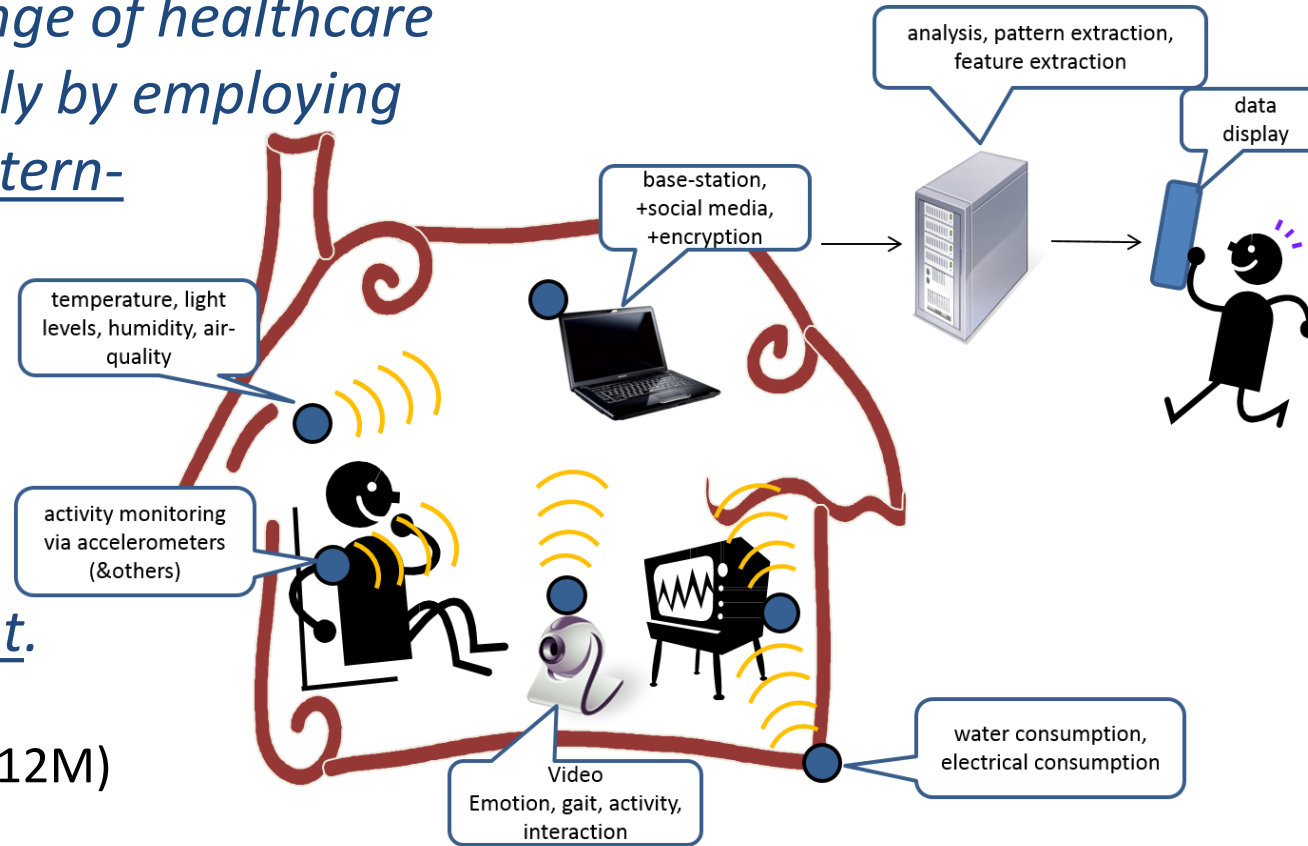 nge of healthcare
ly by employing
tern-
t.
12M)
analysis, pattern extraction,
feature extraction
data
display
base-station,
+social media,
+encryption
temperature, light
levels, humidity, air-
quality
activity monitoring
via accelerometers
(&others)
water consumption,
electrical consumption
Video
Emotion, gait, activity,
interaction